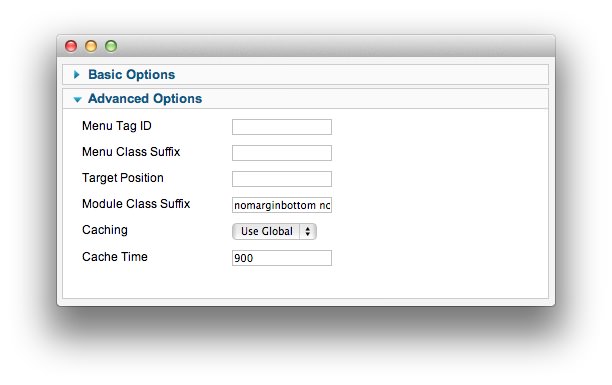 Basic Options
Advanced Options
Menu Tag ID
Menu Class Suffix
Target Position
Module Class Suffix nomarginbottom
Caching Use Global
Cache Time 900